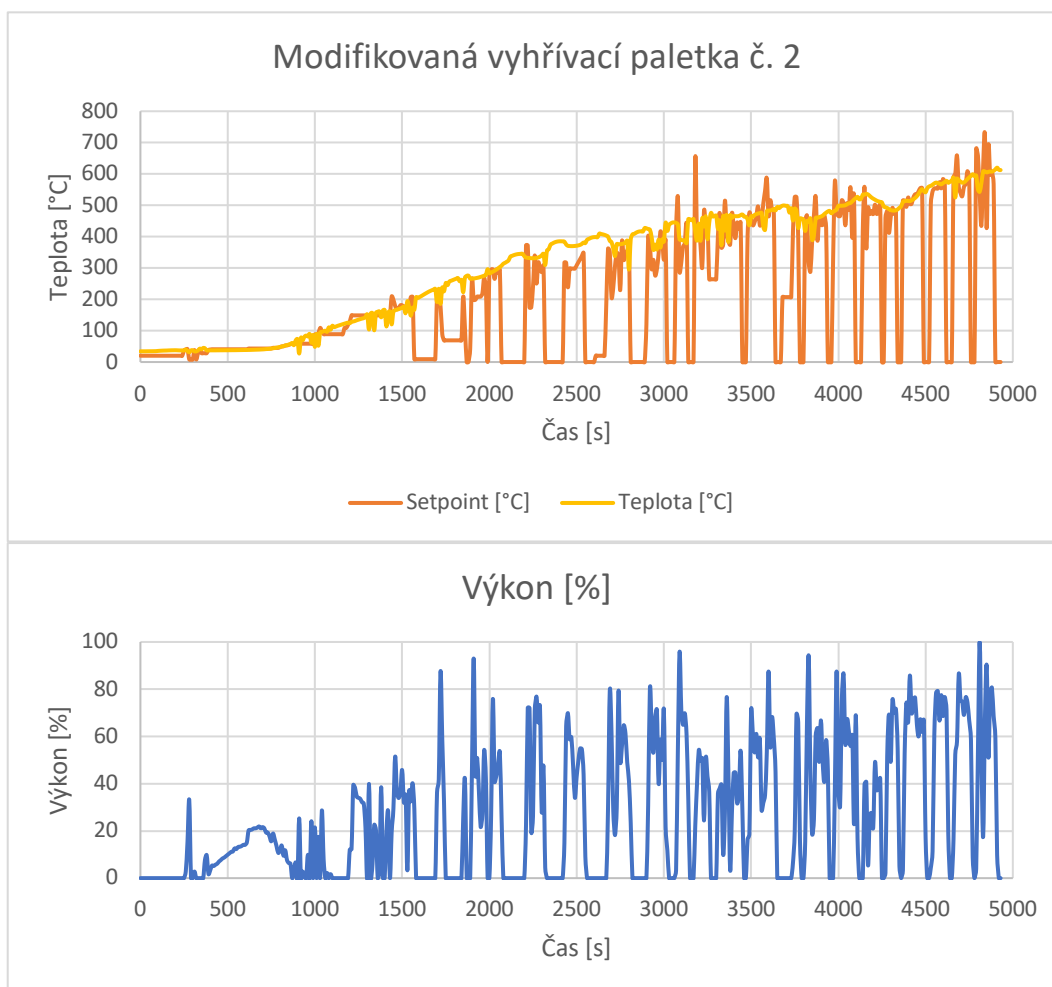 Modifikovaná vyhřívací paletka č. 2
800
700
600
500
400
300
200
100
0
Teplota [°C]
0 500 1000 1500 2000 2500 3000 3500 4000 4500 5000
Čas [s]
Setpoint [°C] Teplota [°C]
Výkon [%]
100
80
60
40
20
0
Výkon [%]
0 500 1000 1500 2000 2500 3000 3500 4000 4500 5000
Čas [s]